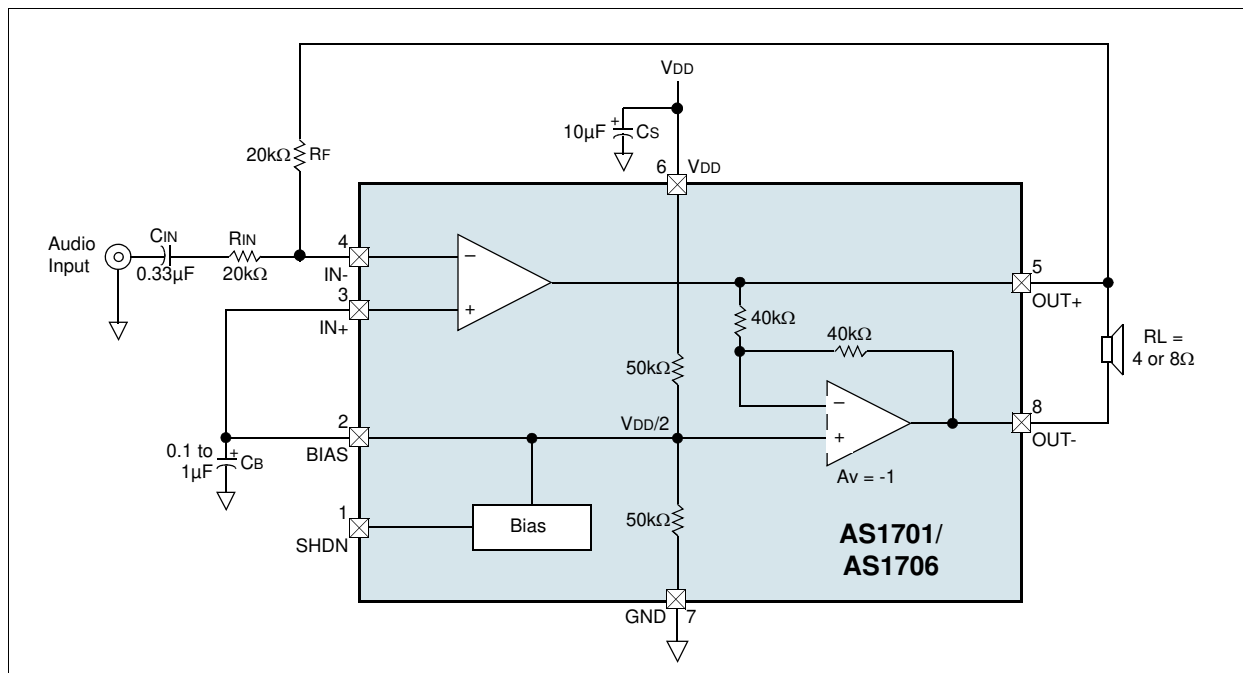 VDD
10µF
+
CS
20kΩ
RF
6
VDD
Audio
Input
CIN
0.33µF
RIN
20kΩ
4
IN-
3
IN+
−
+
5
OUT+
40kΩ
40kΩ
RL =
4 or 8Ω
50kΩ
−
+
8
OUT-
Av = -1
VDD/2
2
BIAS
0.1 to
1µF
+
CB
1
SHDN
Bias
50kΩ
AS1701/
AS1706
GND
7